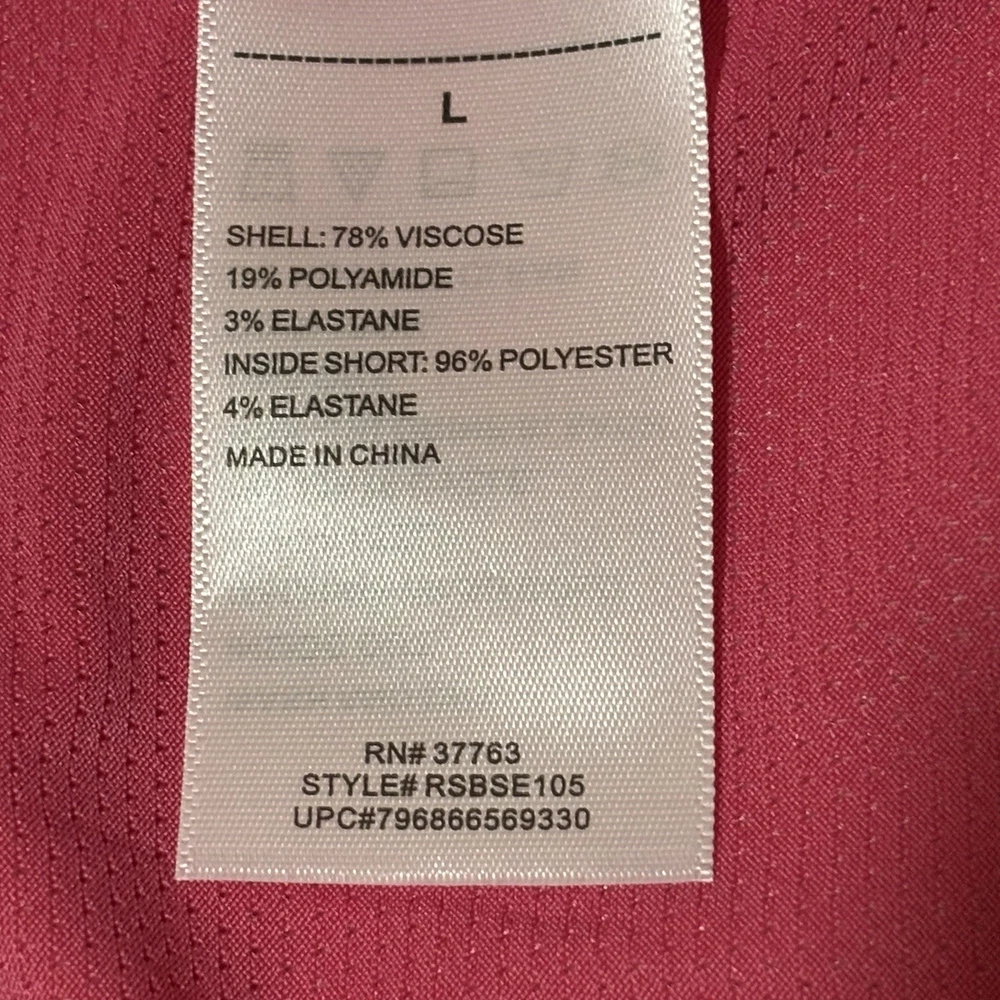 L
SHELL: 78% VISCOSE
19% POLYAMIDE
3% ELASTANE
INSIDE SHORT: 96% POLYESTER
4% ELASTANE
MADE IN CHINA
RN# 37763
STYLE# RSBSE105
UPC#796866569330